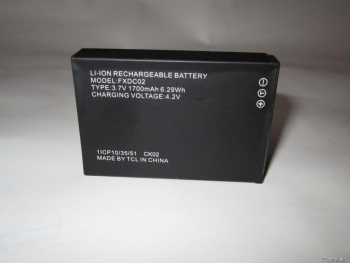 LI-ION RECHARGEABLE BATTERY
MODEL: FXDC02
TYPE: 3.7V 1700mAh 6.29Wh
CHARGING VOLTAGE: 4.2V
1ICP10/35/51 CK02
MADE BY TCL IN CHINA